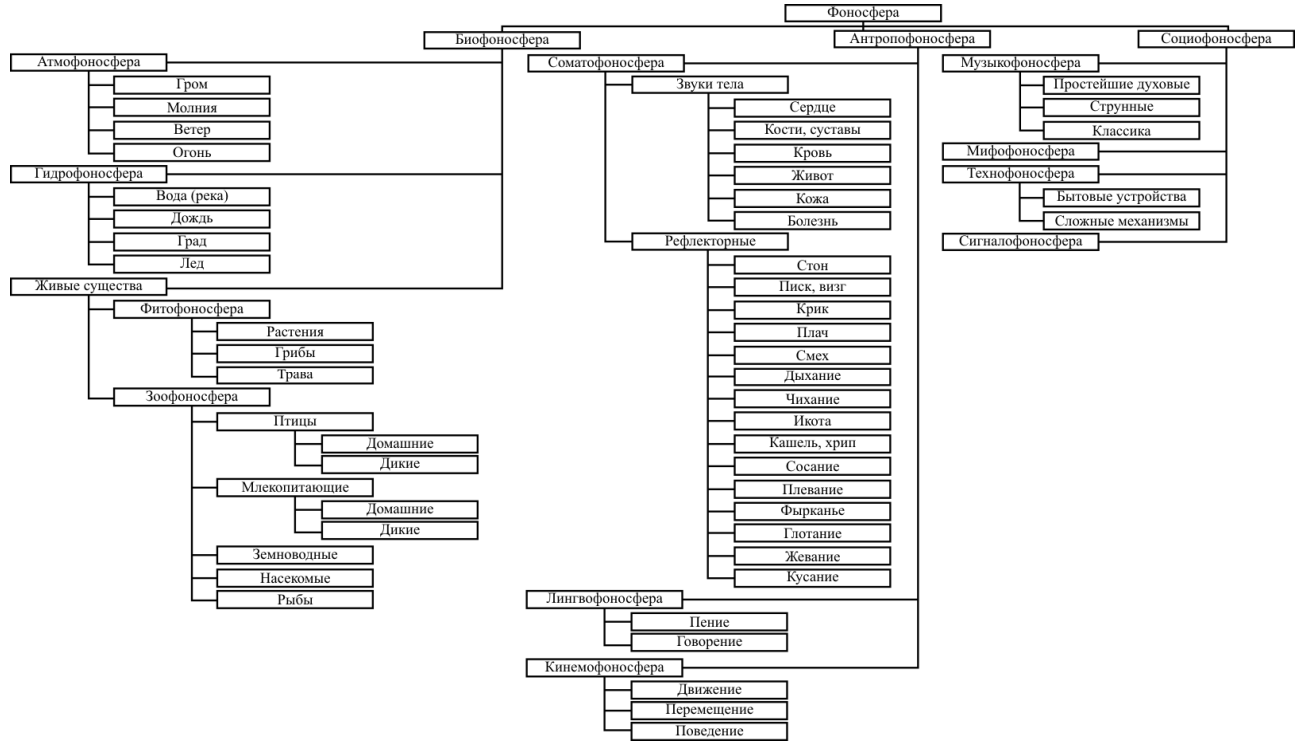 Фоносфера
Биофоносфера
Антропофоносфера
Социофоносфера
Атмофоносфера
Гром
Молния
Ветер
Огонь
Гидрофоносфера
Вода (река)
Дождь
Град
Лед
Живые существа
Фитофоносфера
Растения
Грибы
Трава
Зоофоносфера
Птицы
Домашние
Дикие
Млекопитающие
Домашние
Дикие
Земноводные
Насекомые
Рыбы
Соматофоносфера
Звуки тела
Сердце
Кости, суставы
Кровь
Живот
Кожа
Болезнь
Рефлекторные
Стон
Писк, визг
Крик
Плач
Смех
Дыхание
Чихание
Икота
Кашель, хрип
Сосание
Плевание
Фырканье
Глотание
Жевание
Кусание
Лингвофоносфера
Пение
Говорение
Кинемофоносфера
Движение
Перемещение
Поведение
Музыкофоносфера
Простейшие духовые
Струнные
Классика
Мифофоносфера
Технофоносфера
Бытовые устройства
Сложные механизмы
Сигналофоносфера